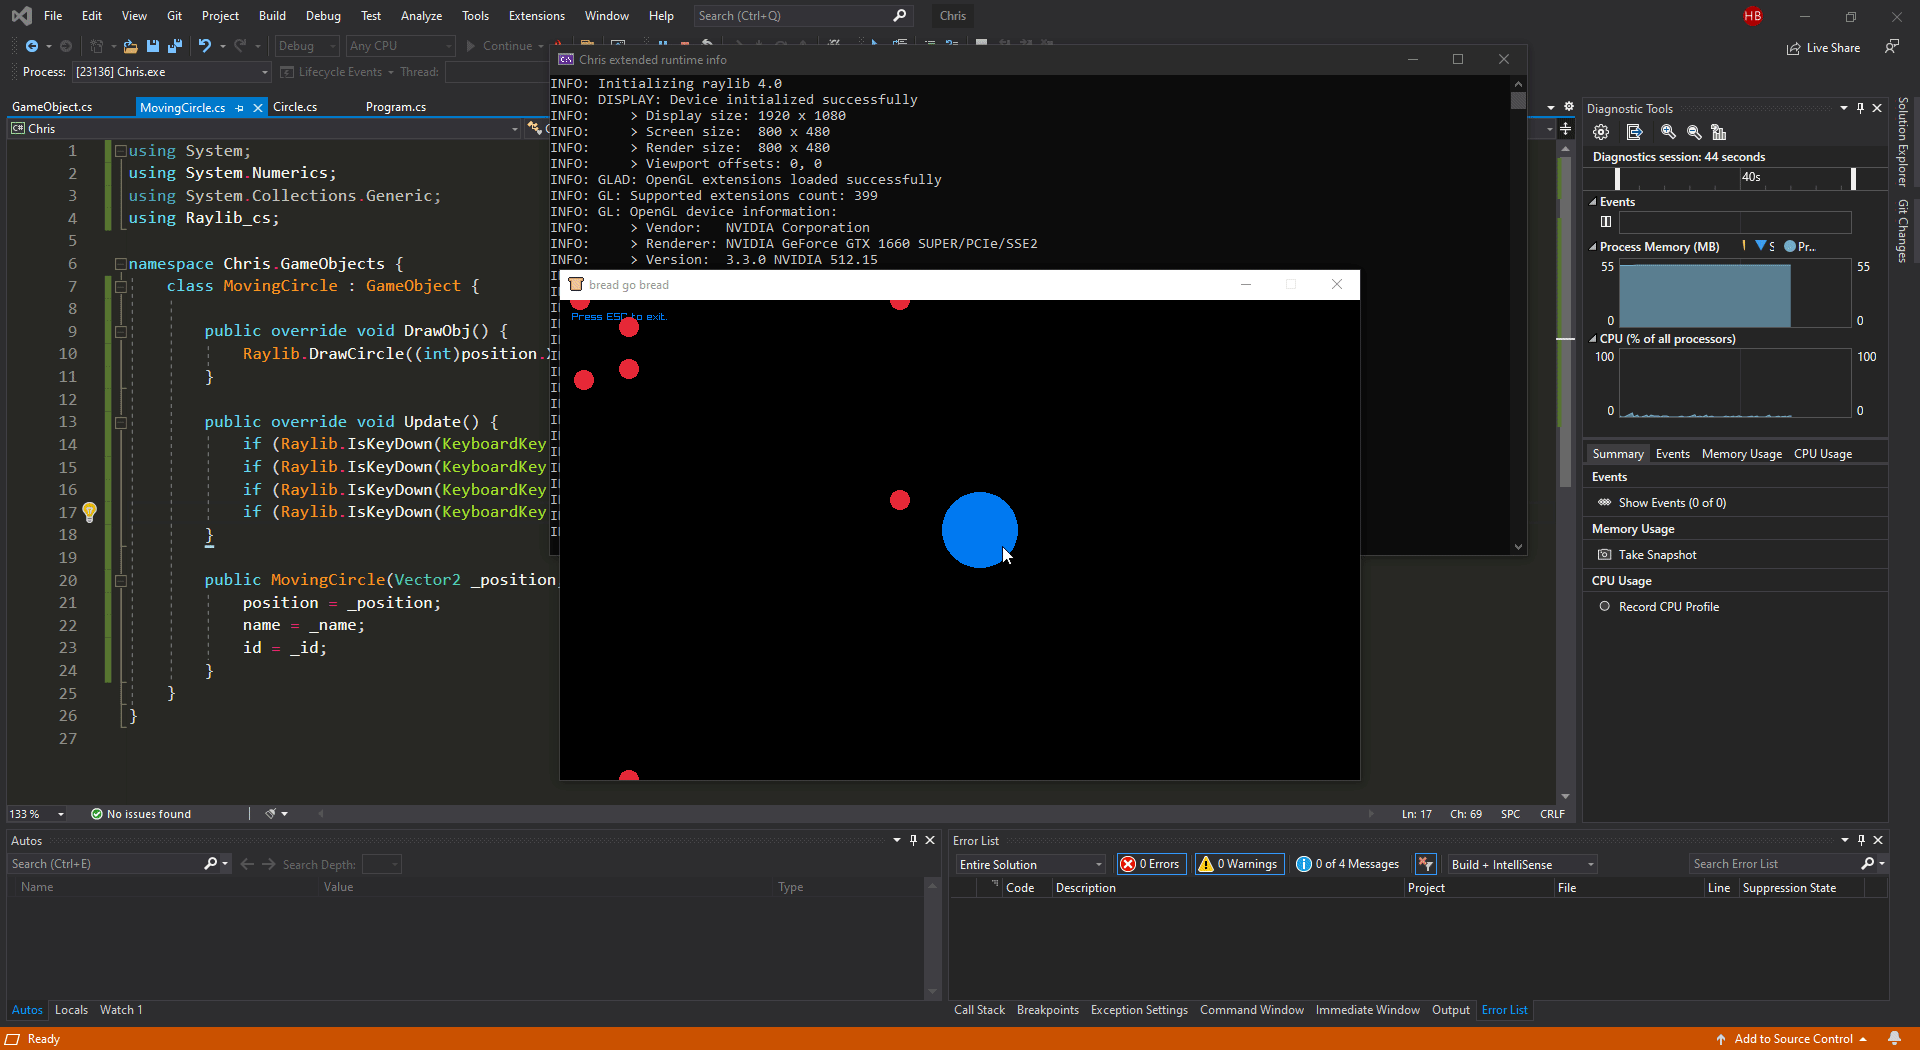 File Edit View Git Project Build Debug Test Analyze Tools Extensions Window Help Search (Ctrl+Q) Chris HB
Debug Any CPU Continue Live Share
Process: [23136] Chris.exe Lifecycle Events Thread:
GameObject.cs MovingCircle.cs Circle.cs Program.cs
Chris
1 using System;
2 using System.Numerics;
3 using System.Collections.Generic;
4 using Raylib_cs;
5
6 namespace Chris.GameObjects {
7 class MovingCircle : GameObject {
8
9 public override void DrawObj() {
10 Raylib.DrawCircle((int)position.
11 }
12
13 public override void Update() {
14 if (Raylib.IsKeyDown(KeyboardKey
15 if (Raylib.IsKeyDown(KeyboardKey
16 if (Raylib.IsKeyDown(KeyboardKey
17 if (Raylib.IsKeyDown(KeyboardKey
18 }
19
20 public MovingCircle(Vector2 _position
21 position = _position;
22 name = _name;
23 id = _id;
24 }
25 }
26 }
27
133 % No issues found Ln: 17 Ch: 69 SPC CRLF
Chris extended runtime info
INFO: Initializing raylib 4.0
INFO: DISPLAY: Device initialized successfully
INFO: > Display size: 1920 x 1080
INFO: > Screen size: 800 x 480
INFO: > Render size: 800 x 480
INFO: > Viewport offsets: 0, 0
INFO: GLAD: OpenGL extensions loaded successfully
INFO: GL: Supported extensions count: 399
INFO: GL: OpenGL device information:
INFO: > Vendor: NVIDIA Corporation
INFO: > Renderer: NVIDIA GeForce GTX 1660 SUPER/PCIe/SSE2
INFO: > Version: 3.3.0 NVIDIA 512.15
bread go bread
Press ESC to exit.
Diagnostic Tools
Diagnostics session: 44 seconds
40s
Events
Process Memory (MB) S Pr...
55 55
0 0
CPU (% of all processors)
100 100
0 0
Summary Events Memory Usage CPU Usage
Events
Show Events (0 of 0)
Memory Usage
Take Snapshot
CPU Usage
Record CPU Profile
Solution Explorer
Git Changes
Autos
Search (Ctrl+E) Search Depth:
Name Value Type
Autos Locals Watch 1
Error List
Entire Solution 0 Errors 0 Warnings 0 of 4 Messages Build + IntelliSense Search Error List
Code Description Project File Line Suppression State
Call Stack Breakpoints Exception Settings Command Window Immediate Window Output Error List
Ready Add to Source Control